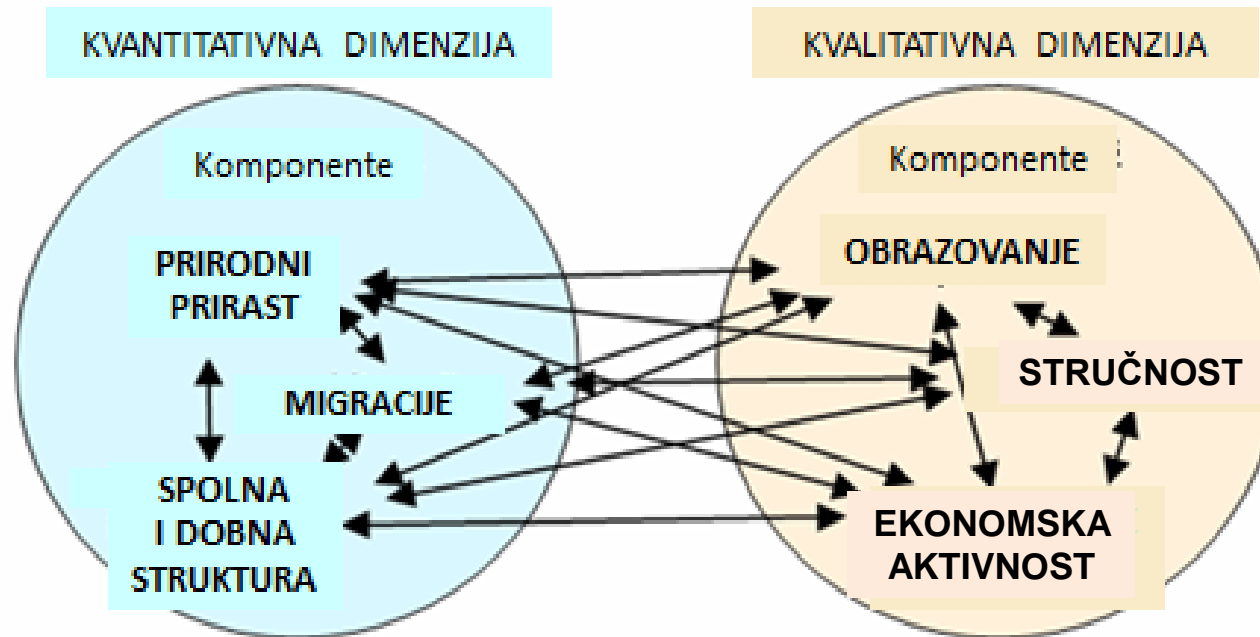 KVANTITATIVNA DIMENZIJA
Komponente
PRIRODNI
PRIRAST
MIGRACIJE
SPOLNA
I DOBNA
STRUKTURA
KVALITATIVNA DIMENZIJA
Komponente
OBRAZOVANJE
STRUČNOST
EKONOMSKA
AKTIVNOST